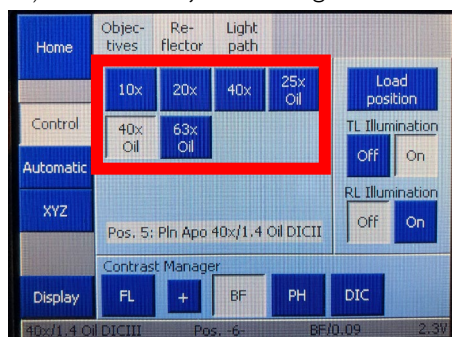 Home
Objec-
tives
Re-
flector
Light
path
10x
20x
40x
25x
Oil
40x
Oil
63x
Oil
Load
position
Control
TL Illumination
Off
On
Automatic
RL Illumination
Off
On
XYZ
Pos. 5: Pln Apo 40x/1.4 Oil DICII
Contrast Manager
Display
FL
+
BF
PH
DIC
40x/1.4 Oil DICIII
Pos. -6-
BF/0.09
2.3V